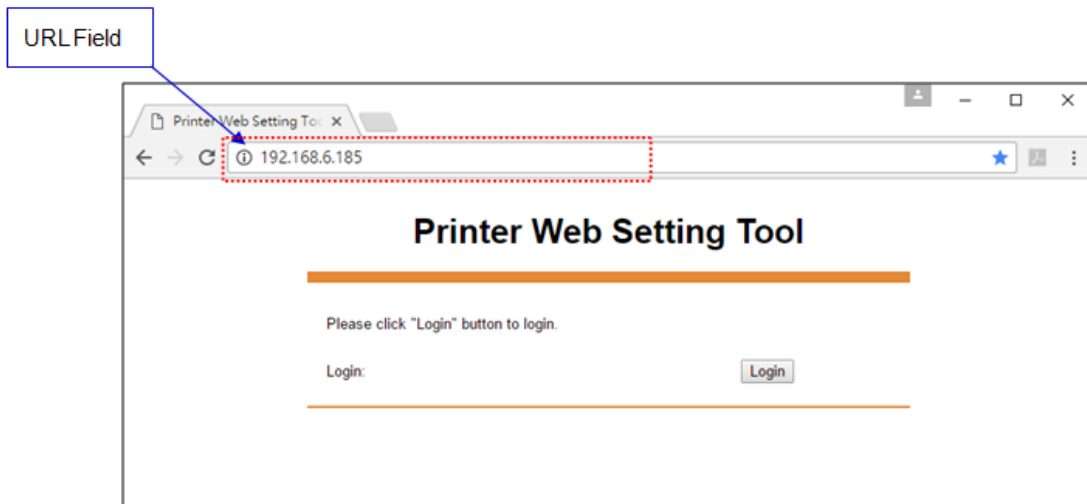 URL Field
Printer Web Setting Too
192.168.6.185
Printer Web Setting Tool
Please click "Login" button to login.
Login:
Login